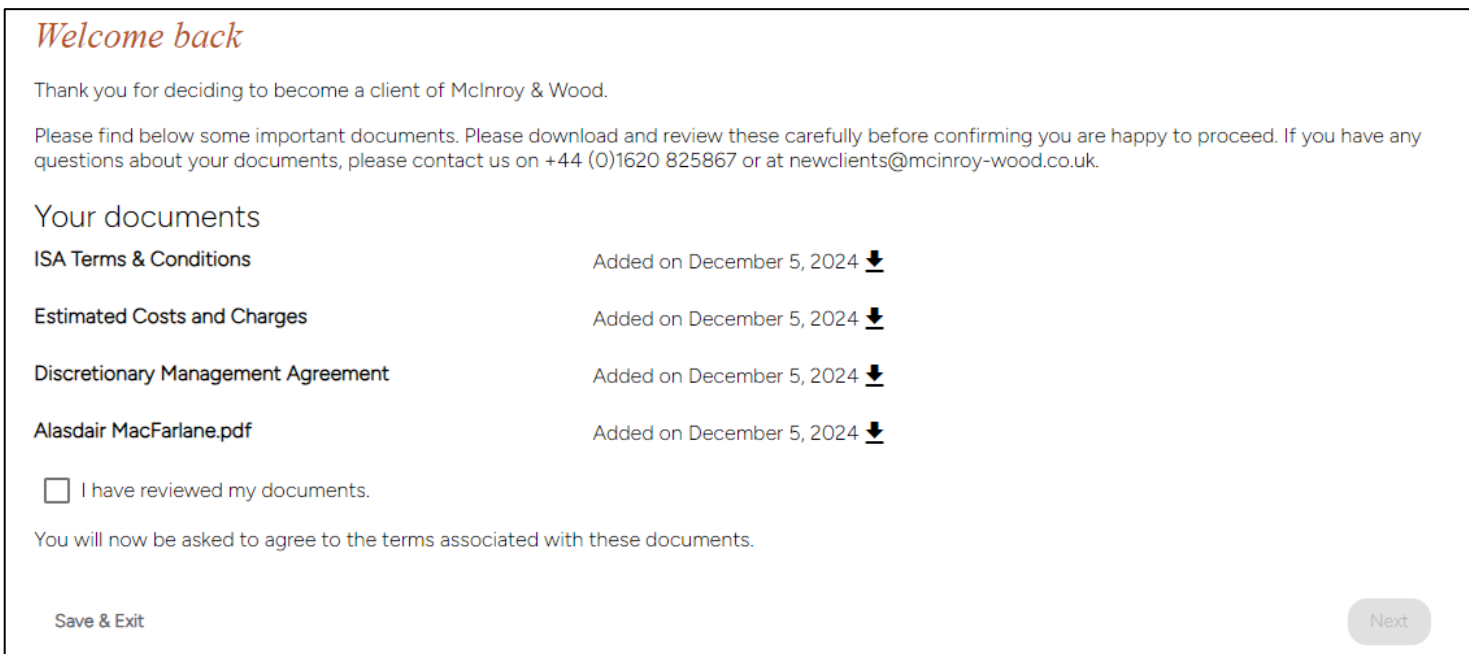 Welcome back
Thank you for deciding to become a client of McInroy & Wood.
Please find below some important documents. Please download and review these carefully before confirming you are happy to proceed. If you have any
questions about your documents, please contact us on +44 (0)1620 825867 or at newclients@mcinroy-wood.co.uk.
Your documents
ISA Terms & Conditions Added on December 5, 2024
Estimated Costs and Charges Added on December 5, 2024
Discretionary Management Agreement Added on December 5, 2024
Alasdair MacFarlane.pdf Added on December 5, 2024
I have reviewed my documents.
You will now be asked to agree to the terms associated with these documents.
Save & Exit Next